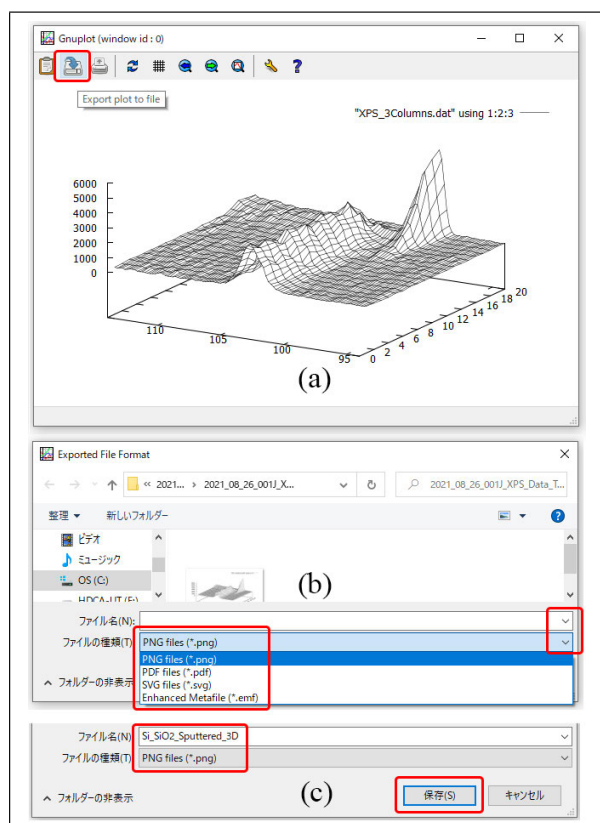 Gnuplot (window id : 0)
Export plot to file
"XPS_3Columns.dat" using 1:2:3
6000
5000
4000
3000
2000
1000
0
110
105
100
95
0
2
4
6
8
10
12
14
16
18
20
(a)
Exported File Format
« 2021... › 2021_08_26_001J_X...
2021_08_26_001J_XPS_Data_T...
整理 新しいフォルダー
ビデオ
ミュージック
OS (C:)
HDCA-UT (F:)
(b)
ファイル名(N):
ファイルの種類(T): PNG files (*.png)
PNG files (*.png)
PDF files (*.pdf)
SVG files (*.svg)
Enhanced Metafile (*.emf)
フォルダーの非表示
ファイル名(N): Si_SiO2_Sputtered_3D
ファイルの種類(T): PNG files (*.png)
フォルダーの非表示
(c)
保存(S)
キャンセル